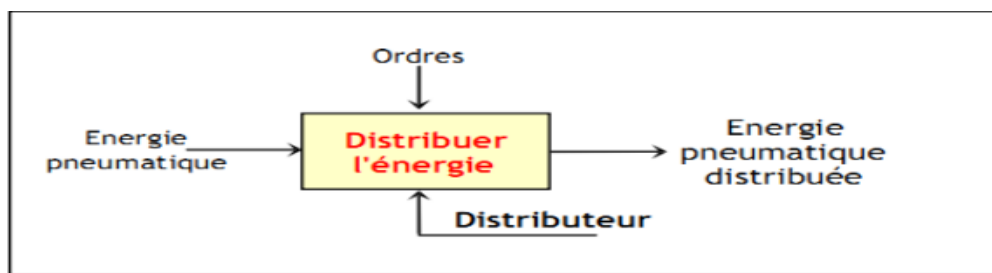 Ordres
Energie
pneumatique
Distribuer
l'énergie
Energie
pneumatique
distribuée
Distributeur